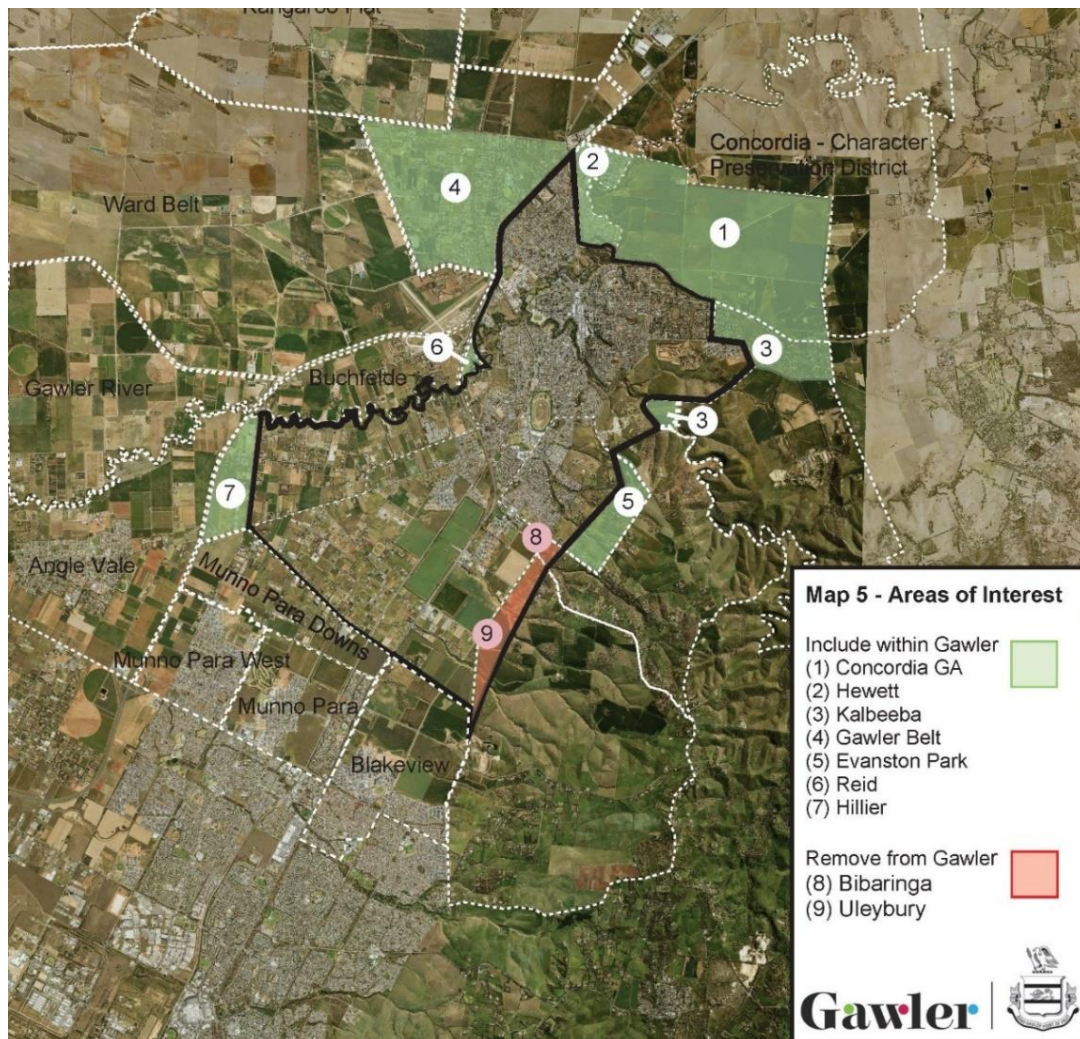 Kangaroo Flat
2
Concordia - Character
Preservation District
4
Ward Belt
1
6
3
Buchfelde
Gawler River
3
7
5
8
Angle Vale
Munno Para Downs
9
Munno Para West
Munno Para
Blakeview
Map 5 - Areas of Interest
Include within Gawler
(1) Concordia GA
(2) Hewett
(3) Kalbeeba
(4) Gawler Belt
(5) Evanston Park
(6) Reid
(7) Hillier
Remove from Gawler
(8) Bibaringa
(9) Uleybury
Gawler